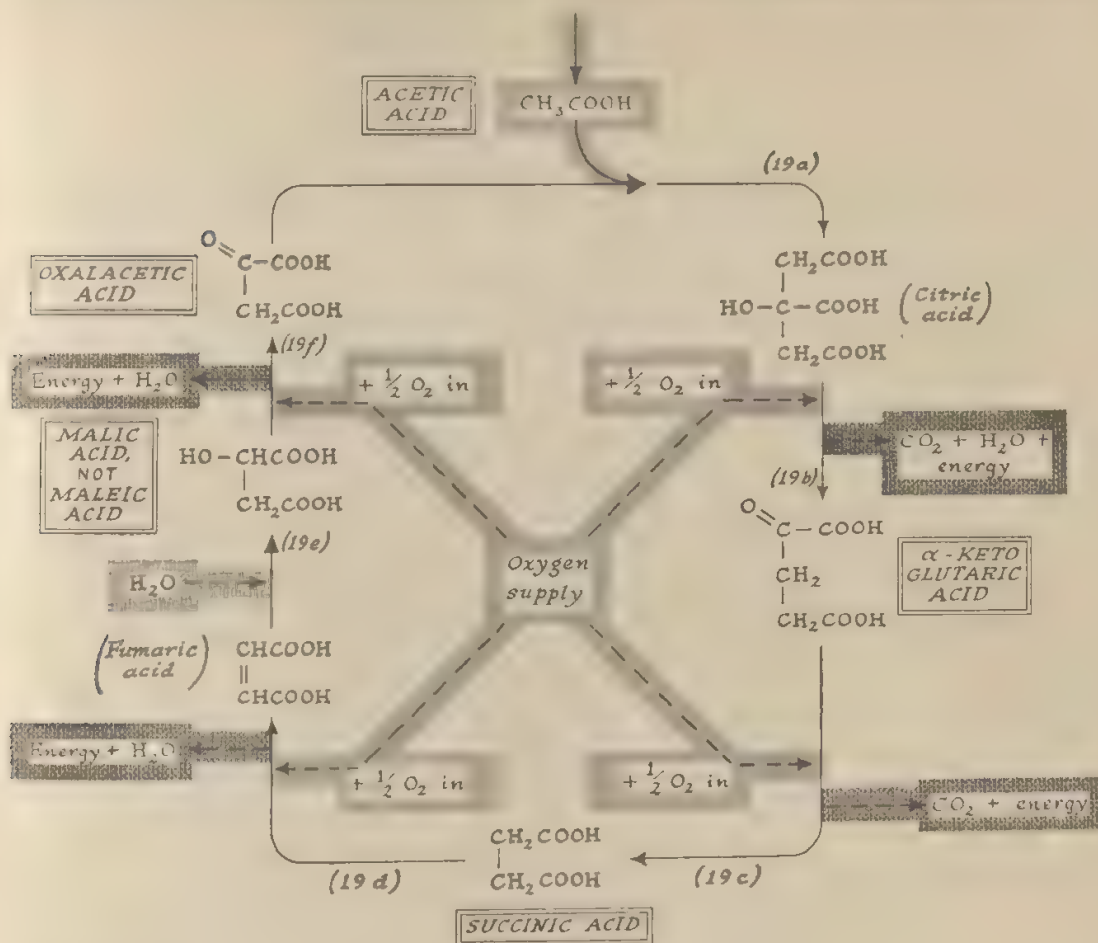 ACETIC
ACID
CH₃COOH
(19a)
OXALACETIC
ACID
O=C–COOH
CH₂COOH
CH₂COOH
HO–C–COOH
CH₂COOH
(Citric
acid)
(19f)
Energy + H₂O
+ ½ O₂ in
+ ½ O₂ in
CO₂ + H₂O +
energy
MALIC
ACID,
NOT
MALEIC
ACID
HO–CHCOOH
CH₂COOH
(19b)
O=C–COOH
CH₂
CH₂COOH
α-KETO
GLUTARIC
ACID
(19e)
H₂O
Oxygen
supply
(Fumaric
acid)
CHCOOH
||
CHCOOH
Energy + H₂O
+ ½ O₂ in
+ ½ O₂ in
CO₂ + energy
CH₂COOH
CH₂COOH
(19d)
(19c)
SUCCINIC ACID